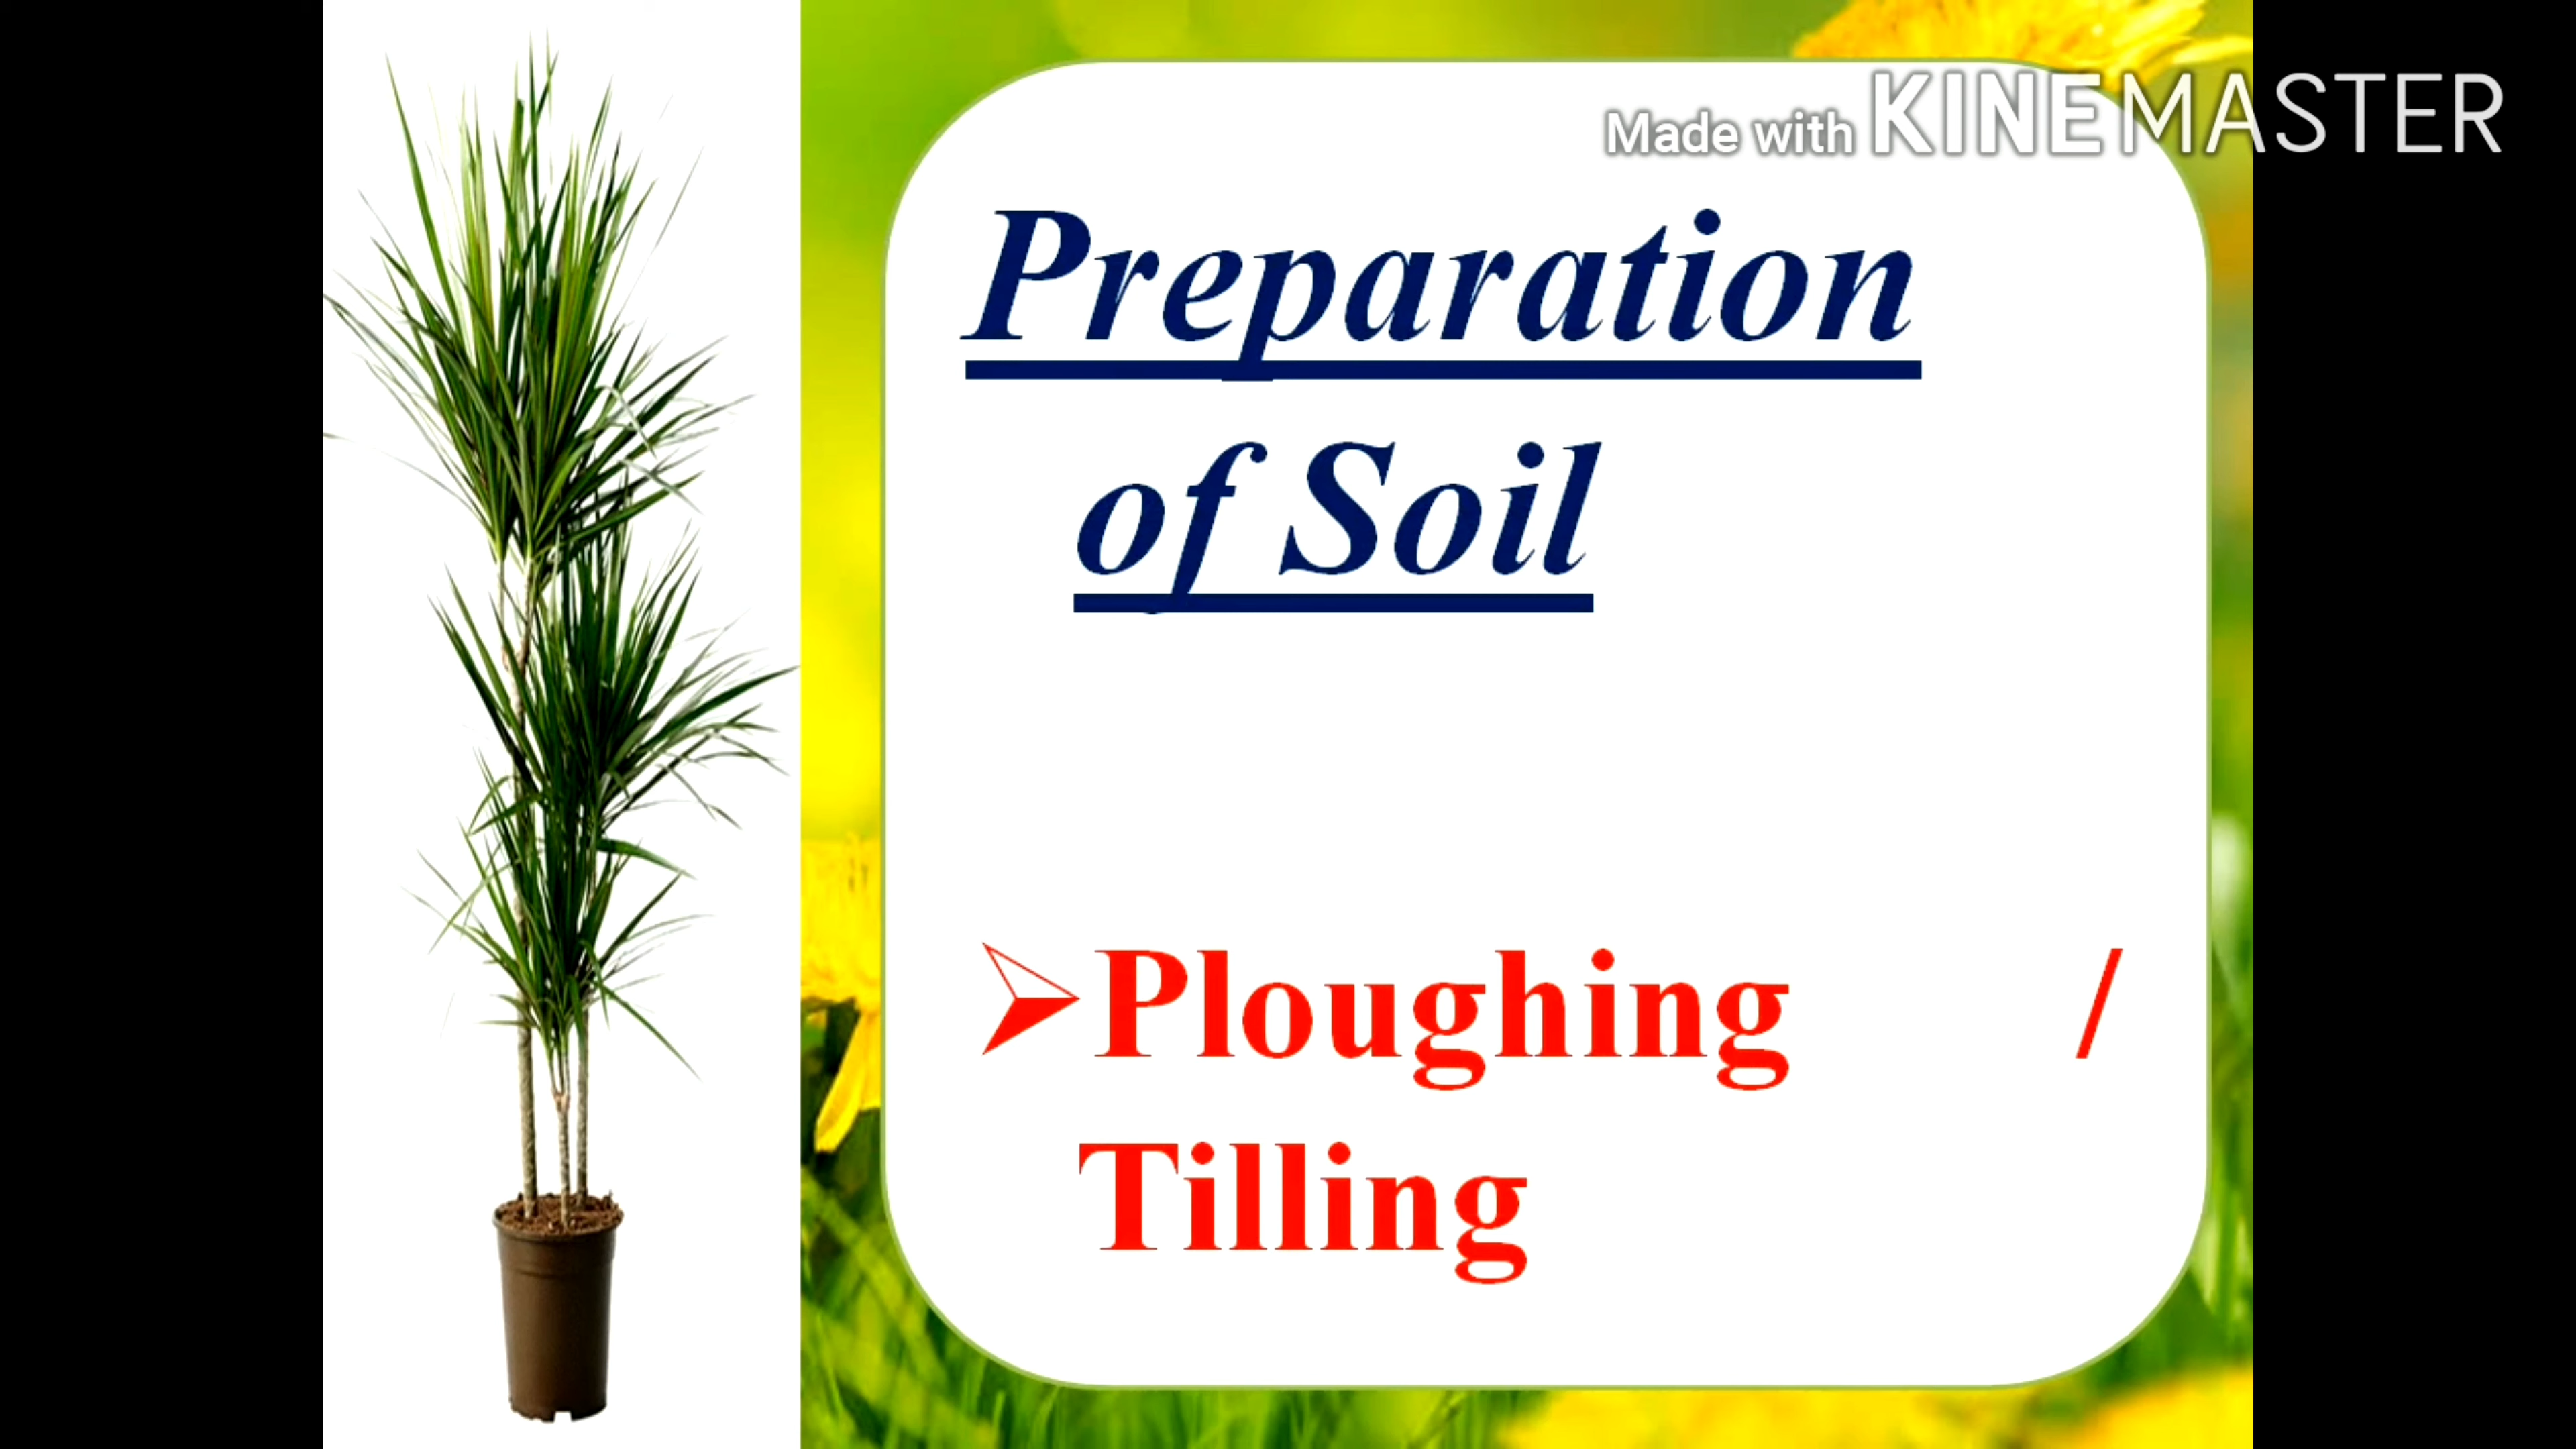 Made with KINEMASTER
Preparation
of Soil
➢Ploughing /
Tilling